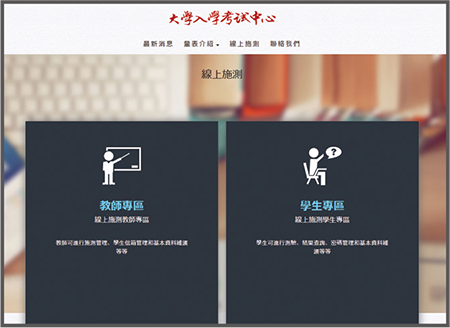 大學入學考試中心
最新消息 量表介紹 線上施測 聯絡我們
線上施測
教師專區
線上施測教師專區
教師可進行施測管理、學生信箱管理和基本資料維護
等等
學生專區
線上施測學生專區
學生可進行測驗、結果查詢、密碼管理和基本資料維
護等等